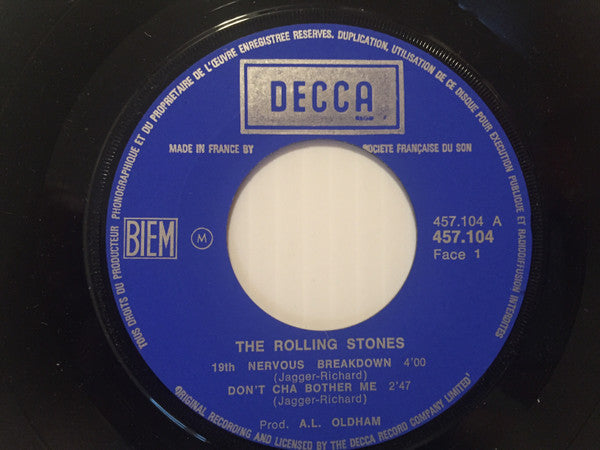 TOUS DROITS DU PRODUCTEUR PHONOGRAPHIQUE ET DU PROPRIETAIRE DE L'ŒUVRE ENREGISTREE RESERVES. DUPLICATION, UTILISATION DE CE DISQUE POUR EXECUTION PUBLIQUE ET RADIODIFFUSION INTERDITES
DECCA
MADE IN FRANCE BY SOCIETE FRANÇAISE DU SON
BIEM
M
457.104 A
457.104
Face 1
THE ROLLING STONES
19th NERVOUS BREAKDOWN 4'00
(Jagger-Richard)
DON'T CHA BOTHER ME 2'47
(Jagger-Richard)
Prod. A.L. OLDHAM
ORIGINAL RECORDING AND LICENSED BY THE DECCA RECORD COMPANY LIMITED'